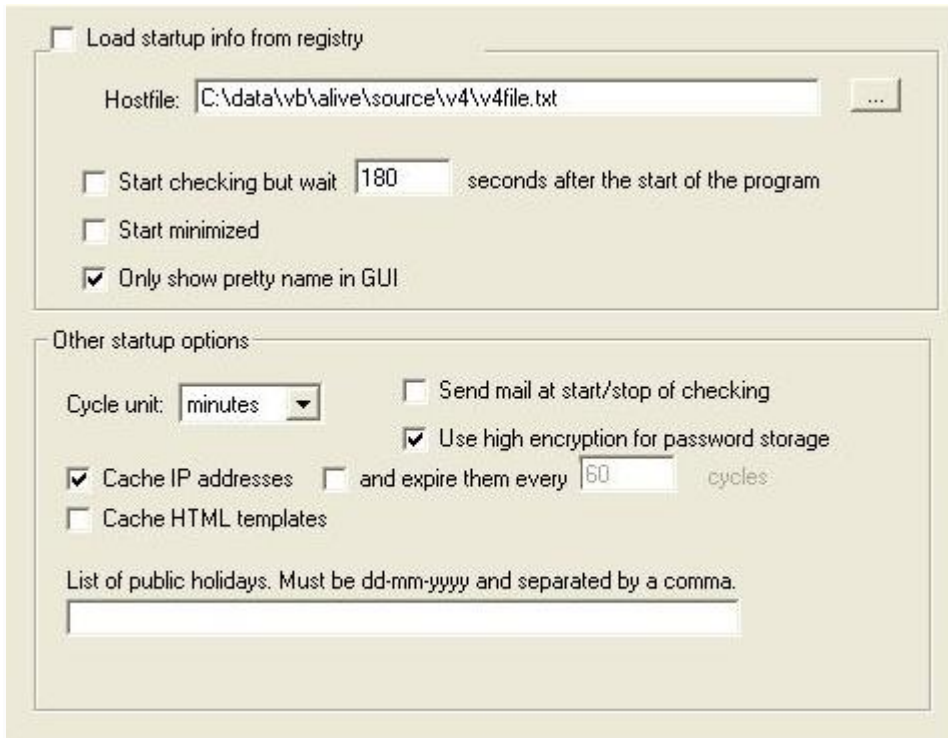 Load startup info from registry
Hostfile: C:\data\vb\alive\source\v4\v4file.txt ...
Start checking but wait 180 seconds after the start of the program
Start minimized
Only show pretty name in GUI
Other startup options
Cycle unit: minutes Send mail at start/stop of checking
Use high encryption for password storage
Cache IP addresses and expire them every 60 cycles
Cache HTML templates
List of public holidays. Must be dd-mm-yyyy and separated by a comma.